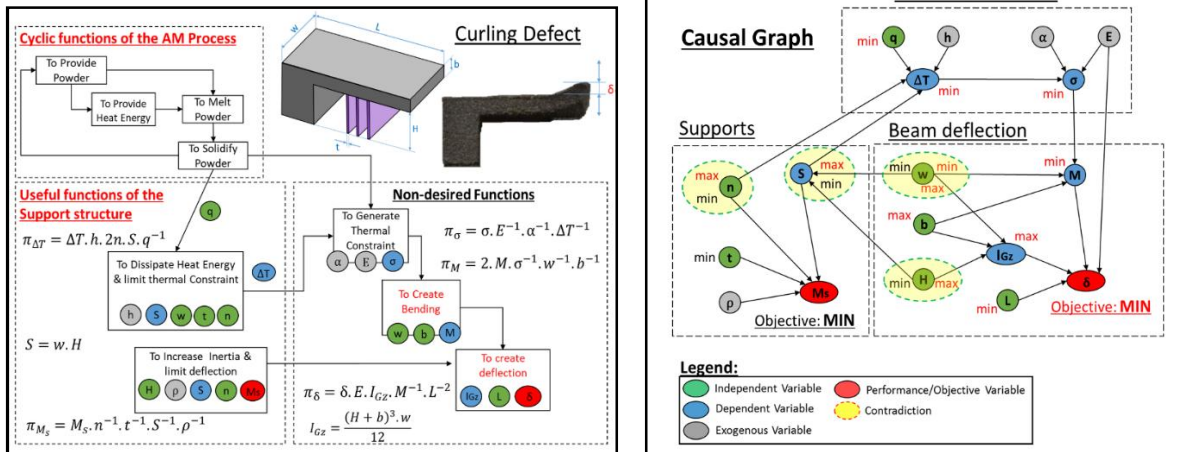 Cyclic functions of the AM Process
To Provide
Powder
To Provide
Heat Energy
To Melt
Powder
To Solidify
Powder
w
L
b
H
t
Curling Defect
δ
Useful functions of the
Support structure
q
π_ΔT = ΔT.h.2n.S.q⁻¹
To Dissipate Heat Energy
& limit thermal Constraint
h S w t n
ΔT
S = w.H
To Increase Inertia &
limit deflection
H ρ S n Ms
π_Ms = Ms.n⁻¹.t⁻¹.S⁻¹.ρ⁻¹
Non-desired Functions
To Generate
Thermal
Constraint
α E σ
π_σ = σ.E⁻¹.α⁻¹.ΔT⁻¹
π_M = 2.M.σ⁻¹.w⁻¹.b⁻¹
To Create
Bending
w b M
To create
deflection
IGz L δ
π_δ = δ.E.I_Gz.M⁻¹.L⁻²
I_Gz = (H + b)³.w
12
Causal Graph
min q h α E
ΔT min σ min
Supports
Beam deflection
max n min
S max min
min w min max
min M
max b
max IGz
min t
min H max
ρ
Ms
min L
δ
Objective: MIN
Objective: MIN
Legend:
Independent Variable
Performance/Objective Variable
Dependent Variable
Contradiction
Exogenous Variable